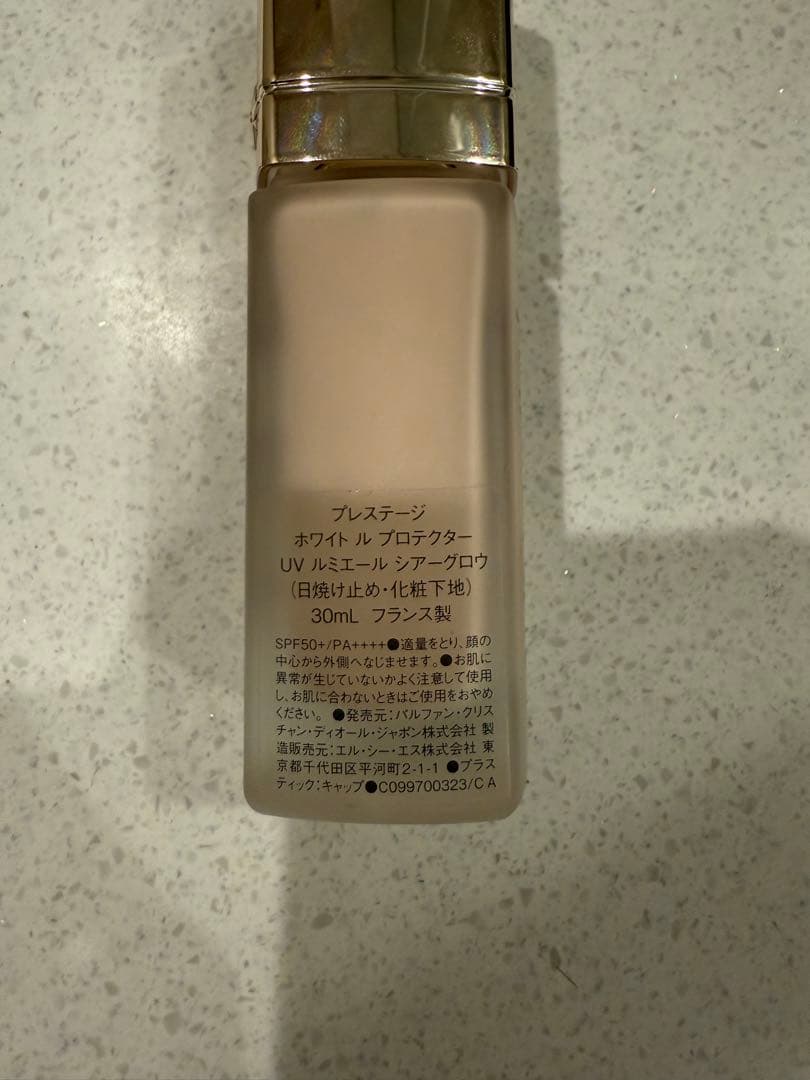 プレステージ
ホワイト ル プロテクター
UV ルミエール シアーグロウ
(日焼け止め・化粧下地)
30mL フランス製
SPF50+/PA++++●適量をとり、顔の
中心から外側へなじませます。●お肌に
異常が生じていないかよく注意して使用
し、お肌に合わないときはご使用をおやめ
ください。 ●発売元:パルファン・クリス
チャン・ディオール・ジャポン株式会社 製
造販売元:エル・シー・エス株式会社 東
京都千代田区平河町2-1-1 ●プラス
ティック:キャップ●C099700323/C A